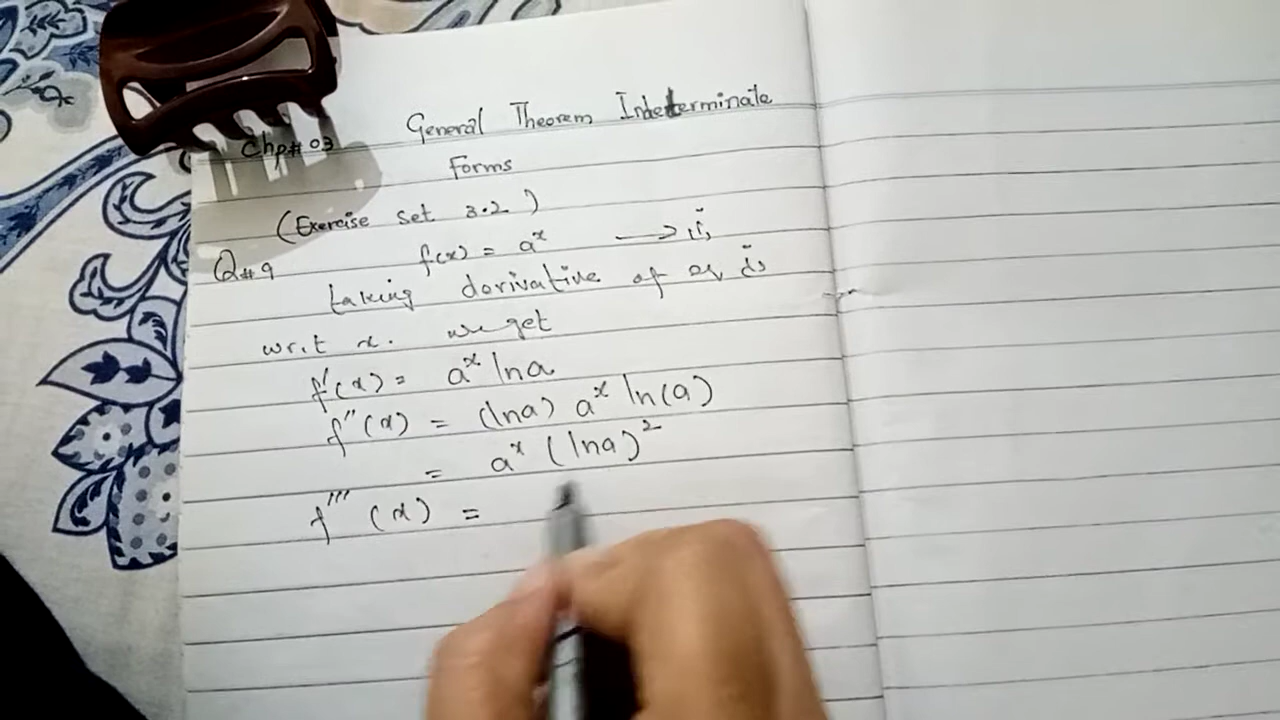 General Theorem Indeterminate
Chp# 03
Forms
(Exercise set 3.2)
Q#9 f(x) = a^x → (i)
taking derivative of eq (i)
w.r.t x. we get
f'(x) = a^x ln a
f''(x) = (ln a) a^x ln(a)
= a^x (ln a)^2
f'''(x) =